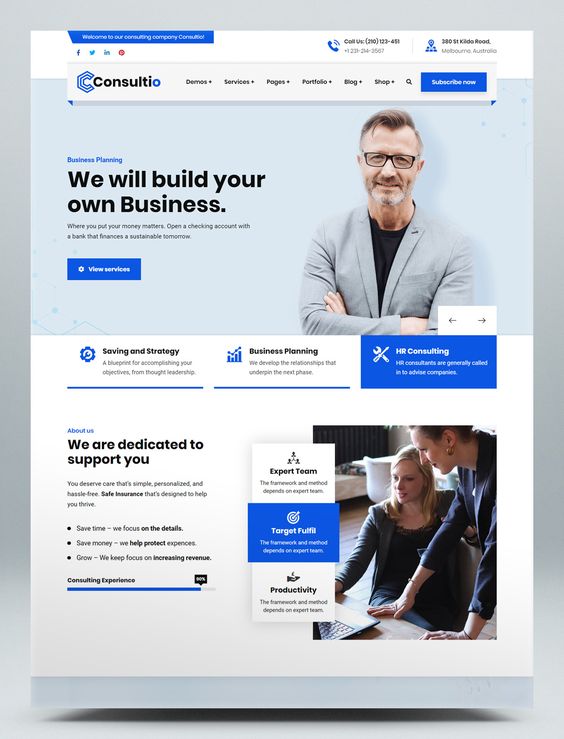 Welcome to our consulting company Consultio!
Call Us: (210) 123-451
+1 231-214-3567
380 St Kilda Road,
Melbourne, Australia
Consultio
Demos +
Services +
Pages +
Portfolio +
Blog +
Shop +
Subscribe now
Business Planning
We will build your
own Business.
Where you put your money matters. Open a checking account with
a bank that finances a sustainable tomorrow.
View services
Saving and Strategy
A blueprint for accomplishing your
objectives, from thought leadership.
Business Planning
We develop the relationships that
underpin the next phase.
HR Consulting
HR consultants are generally called
in to advise companies.
About us
We are dedicated to
support you
You deserve care that's simple, personalized, and
hassle-free. Safe Insurance that's designed to help
you thrive.
Save time – we focus on the details.
Save money – we help protect expences.
Grow – We keep focus on increasing revenue.
Consulting Experience
90%
Expert Team
The framework and method
depends on expert team.
Target Fulfil
The framework and method
depends on expert team.
Productivity
The framework and method
depends on expert team.